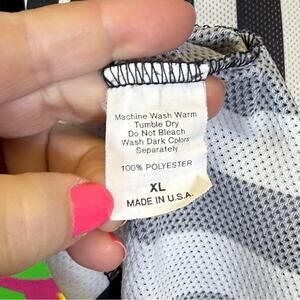 Machine Wash Warm
Tumble Dry
Do Not Bleach
Wash Dark Colors
Separately
100% POLYESTER
XL
MADE IN U.S.A.